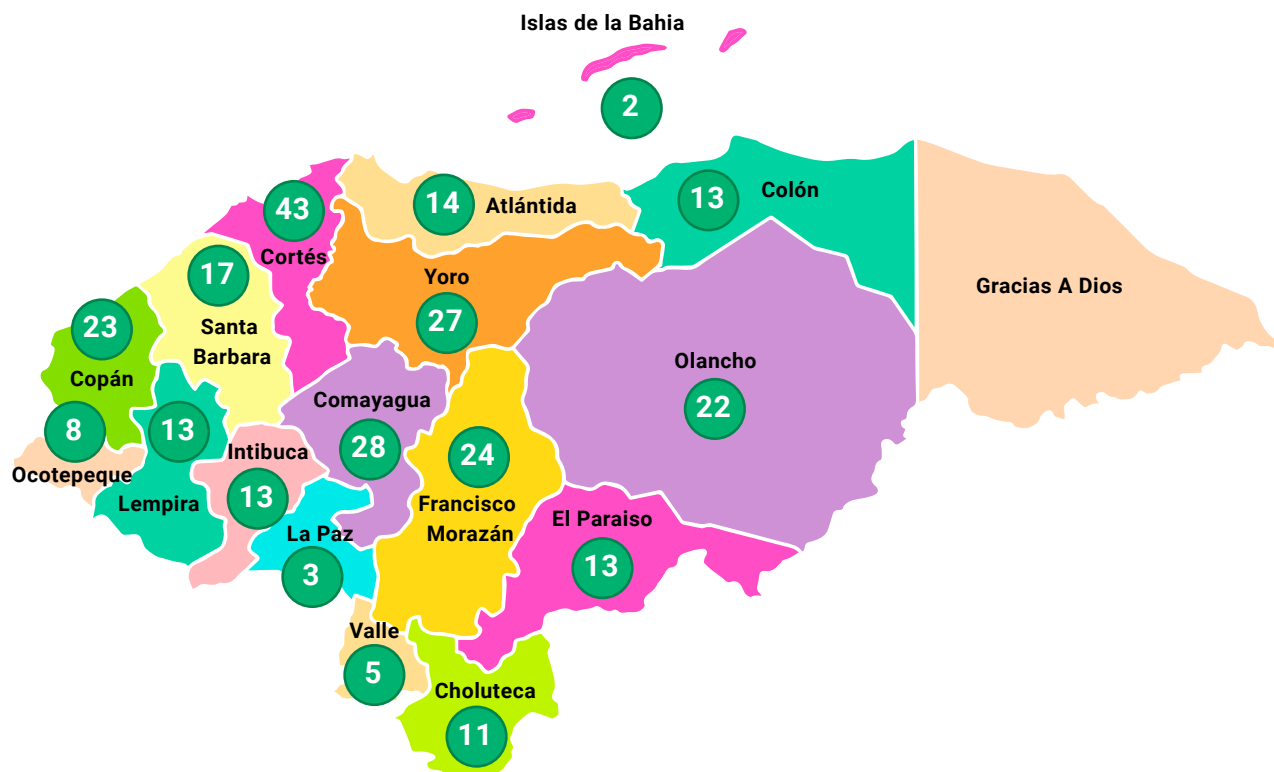 Islas de la Bahia
2
43
Cortés
14
Atlántida
13
Colón
Gracias A Dios
17
Santa
Barbara
Yoro
27
23
Copán
Olancho
22
Comayagua
28
8
Ocotepeque
13
Lempira
Intibuca
13
24
Francisco
Morazán
La Paz
3
El Paraiso
13
Valle
5
Choluteca
11